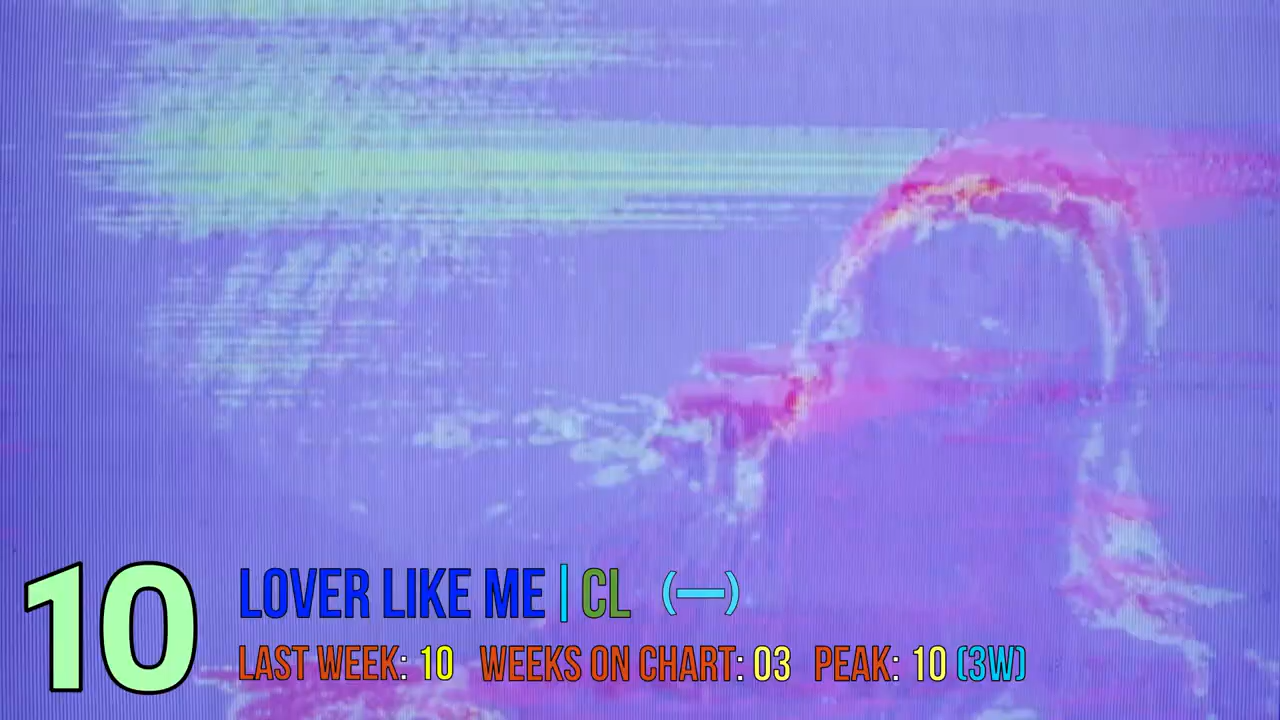 10
LOVER LIKE ME | CL (—)
LAST WEEK: 10 WEEKS ON CHART: 03 PEAK: 10 (3W)